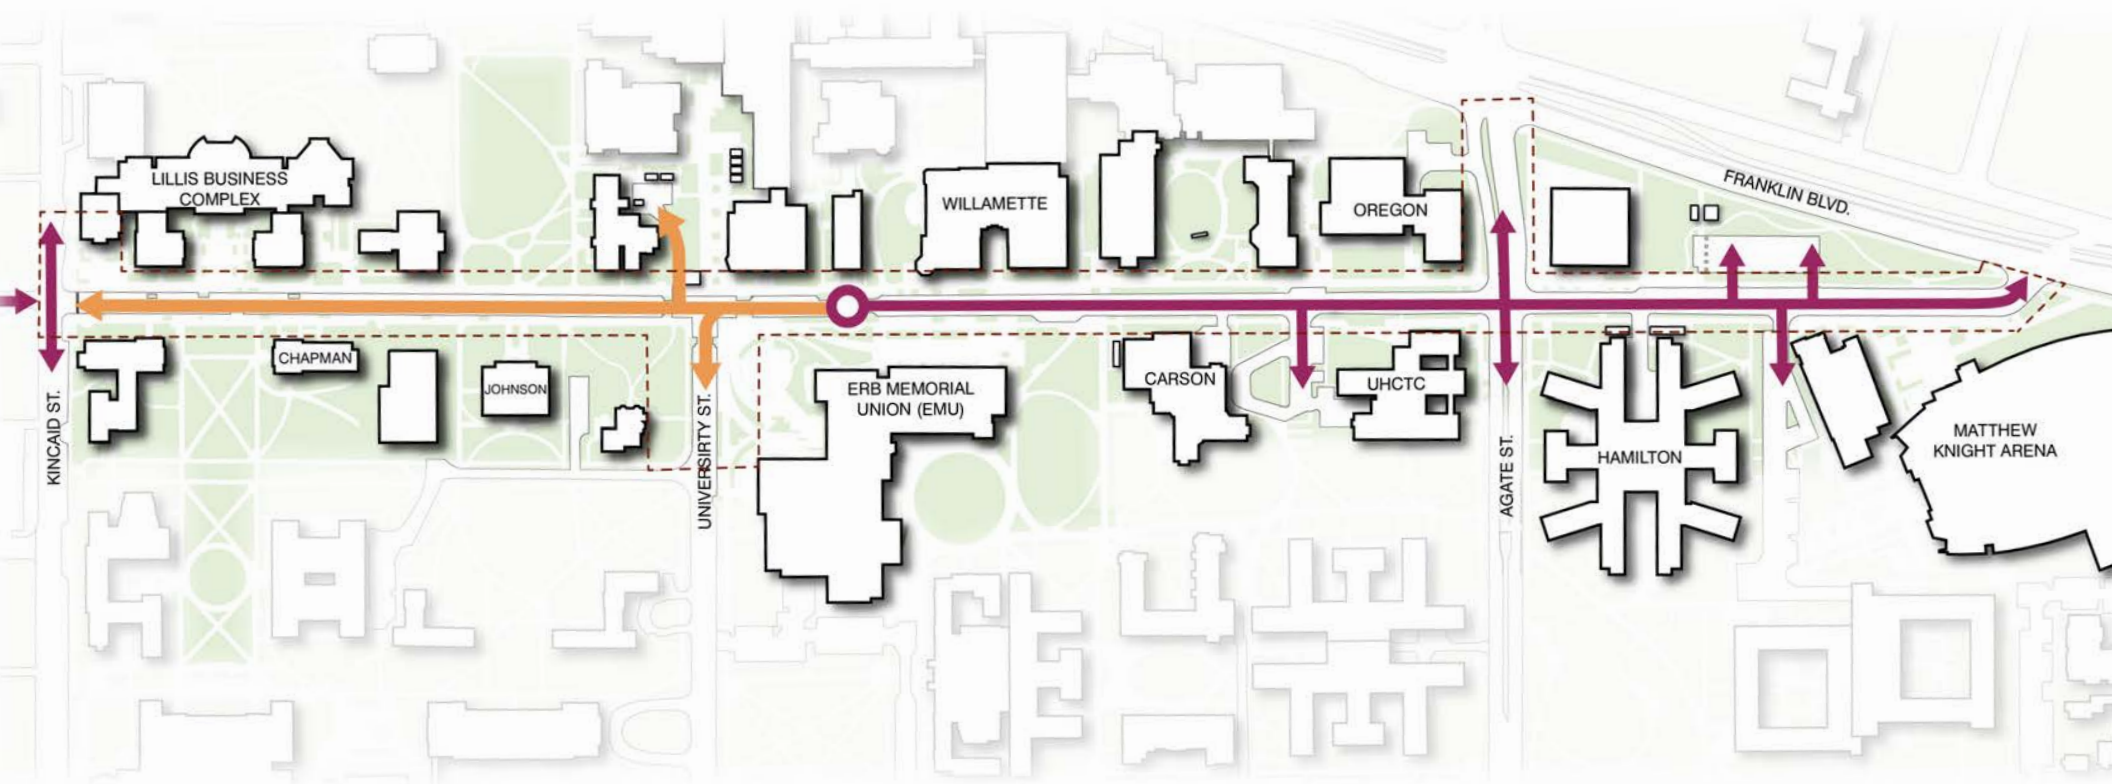 LILLIS BUSINESS
COMPLEX
WILLAMETTE
OREGON
FRANKLIN BLVD.
KINCAID ST.
CHAPMAN
JOHNSON
UNIVERSIRTY ST.
ERB MEMORIAL
UNION (EMU)
CARSON
UHCTC
AGATE ST.
HAMILTON
MATTHEW
KNIGHT ARENA